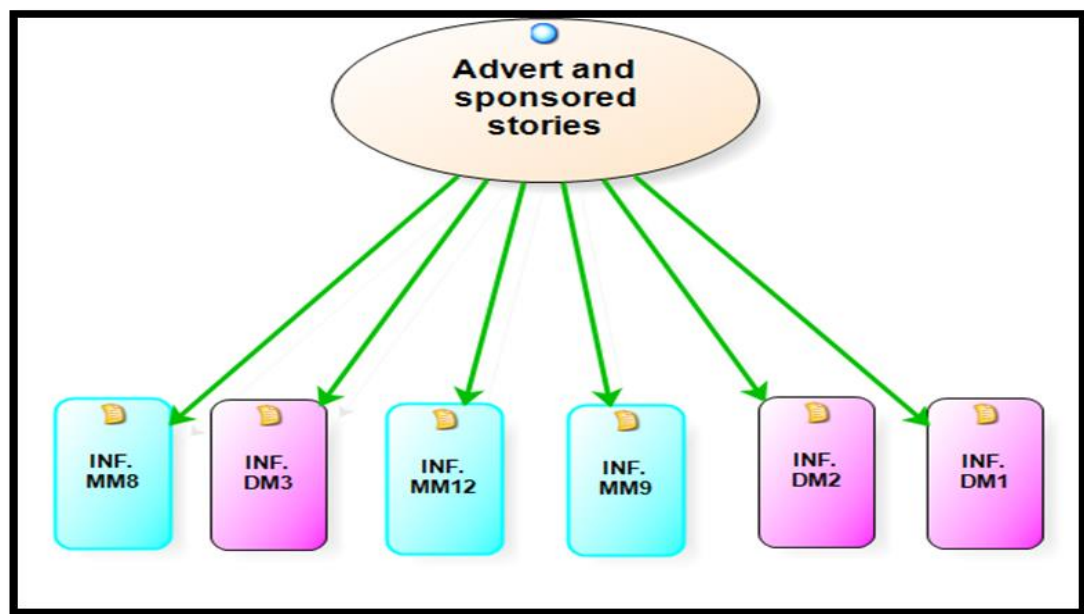 Advert and
sponsored
stories
INF.
MM8
INF.
DM3
INF.
MM12
INF.
MM9
INF.
DM2
INF.
DM1